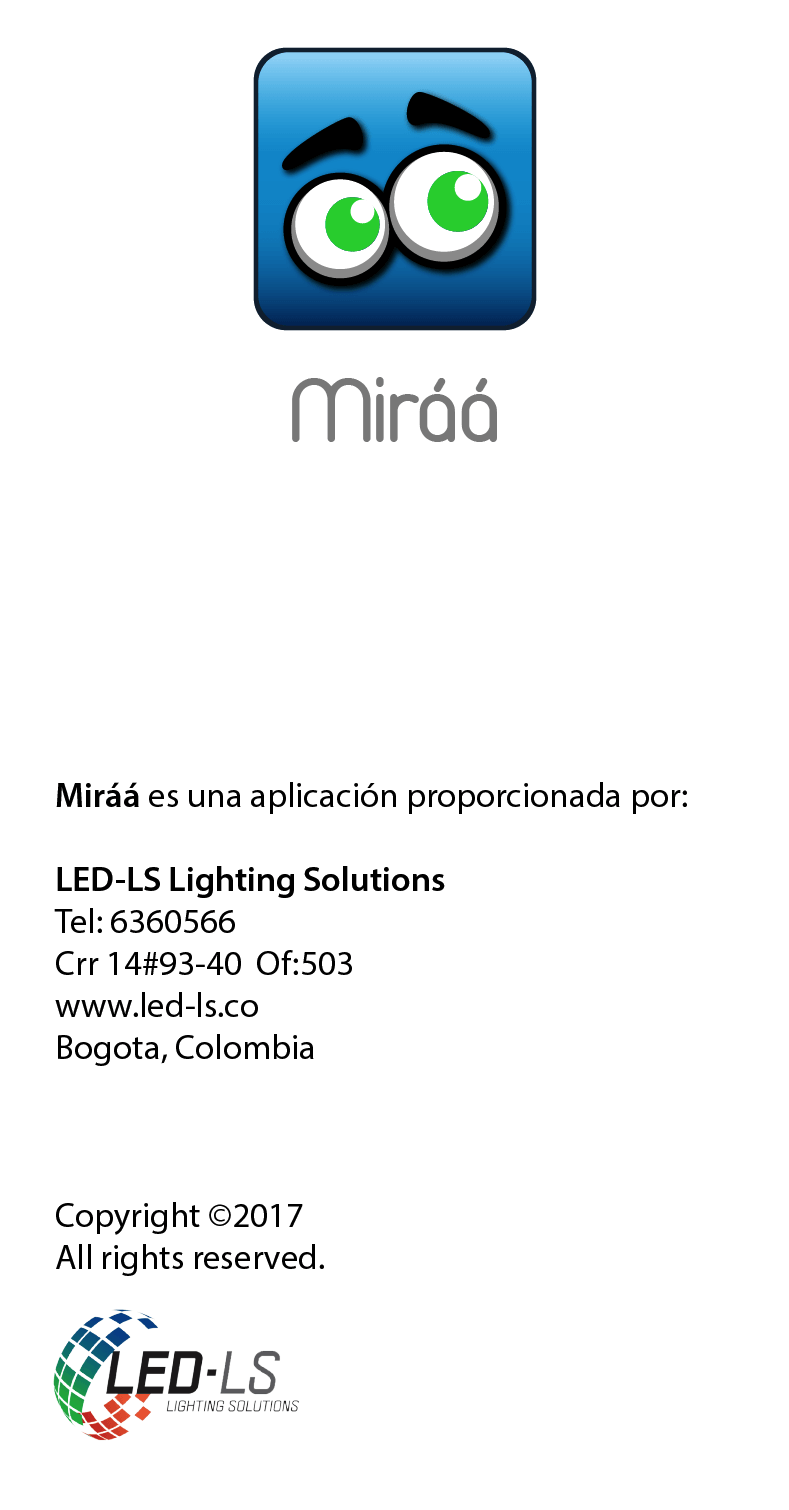 Miráá
Miráá es una aplicación proporcionada por:
LED-LS Lighting Solutions
Tel: 6360566
Crr 14#93-40 Of:503
www.led-ls.co
Bogota, Colombia
Copyright ©2017
All rights reserved.
LED-LS
LIGHTING SOLUTIONS